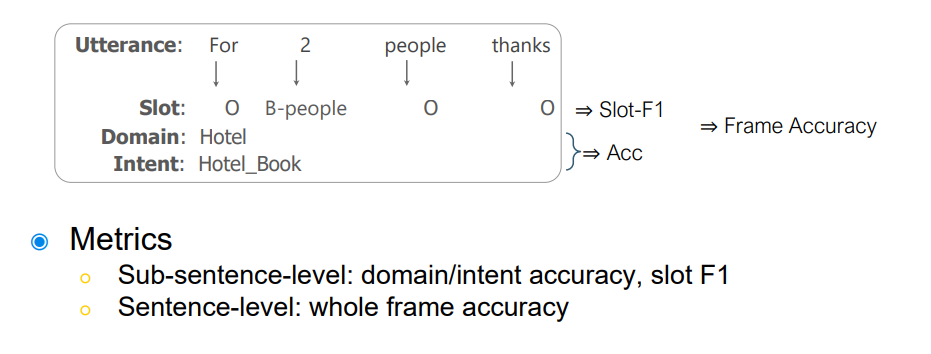 Utterance: For 2 people thanks
Slot: O B-people O O ⇒ Slot-F1
⇒ Frame Accuracy
Domain: Hotel
⇒ Acc
Intent: Hotel_Book
Metrics
Sub-sentence-level: domain/intent accuracy, slot F1
Sentence-level: whole frame accuracy